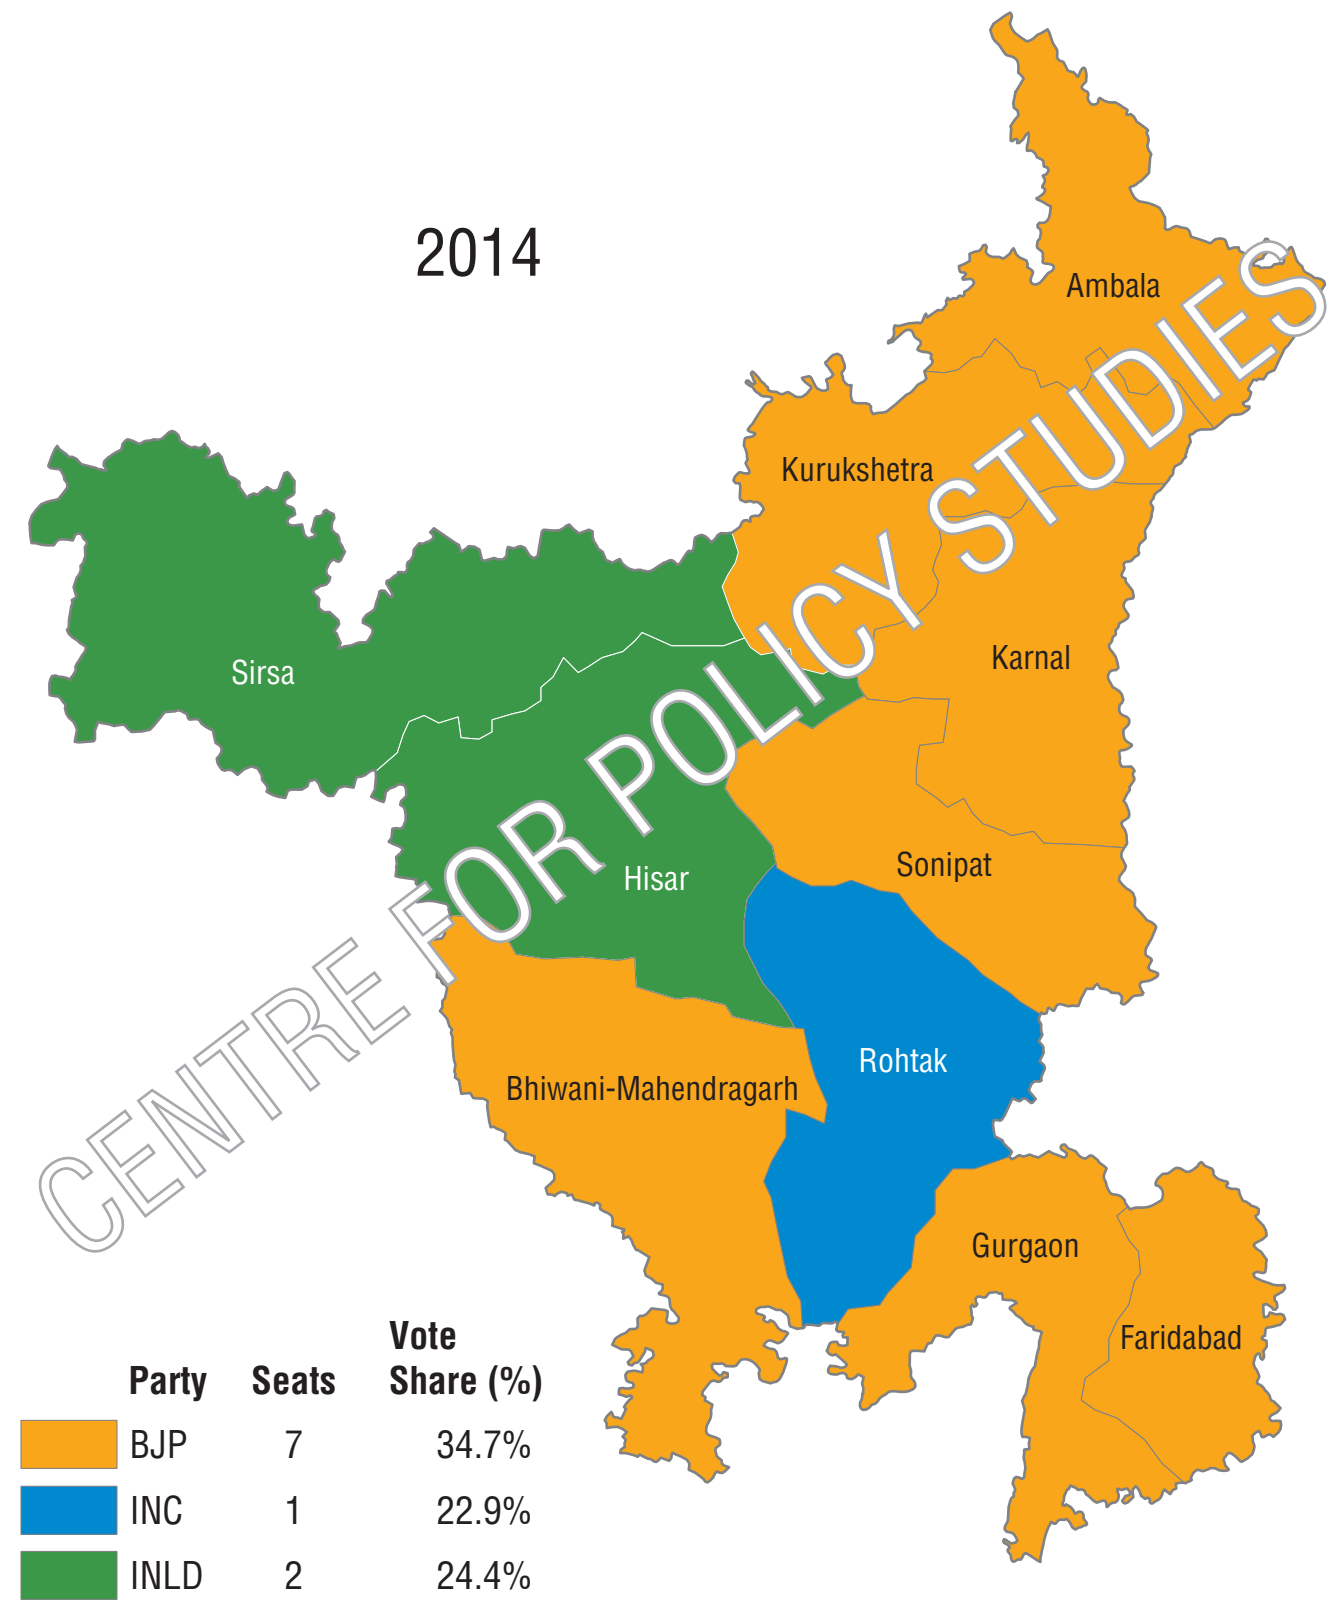 2014
Ambala
Kurukshetra
Karnal
Sirsa
Sonipat
Hisar
Rohtak
Bhiwani-Mahendragarh
Gurgaon
Faridabad
CENTRE FOR POLICY STUDIES
Party Seats Vote Share (%)
BJP 7 34.7%
INC 1 22.9%
INLD 2 24.4%